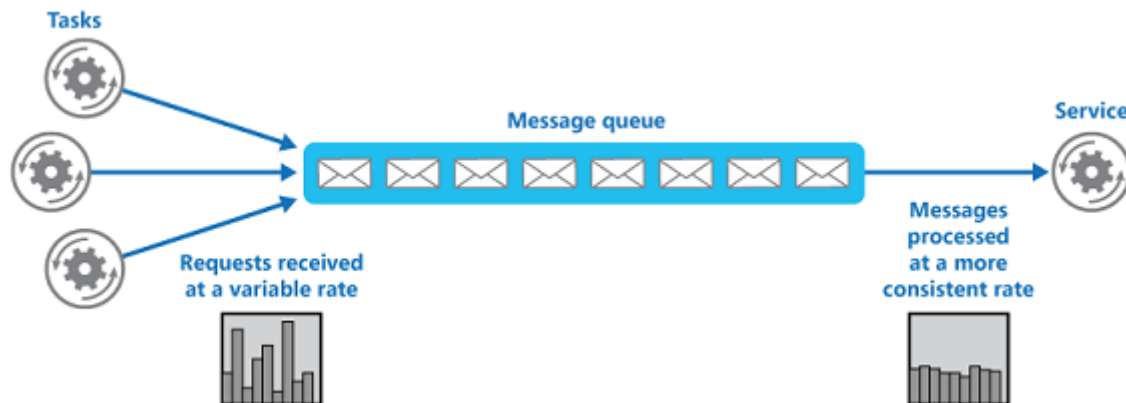 Tasks
Message queue
Service
Requests received
at a variable rate
Messages
processed
at a more
consistent rate